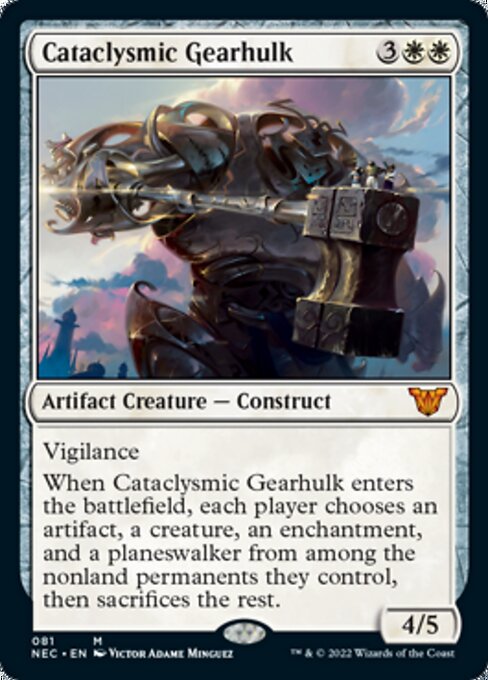 Cataclysmic Gearhulk 3
Artifact Creature — Construct
Vigilance
When Cataclysmic Gearhulk enters
the battlefield, each player chooses an
artifact, a creature, an enchantment,
and a planeswalker from among the
nonland permanents they control,
then sacrifices the rest.
4/5
081 M
NEC • EN Victor Adame Minguez ™ & © 2022 Wizards of the Coast